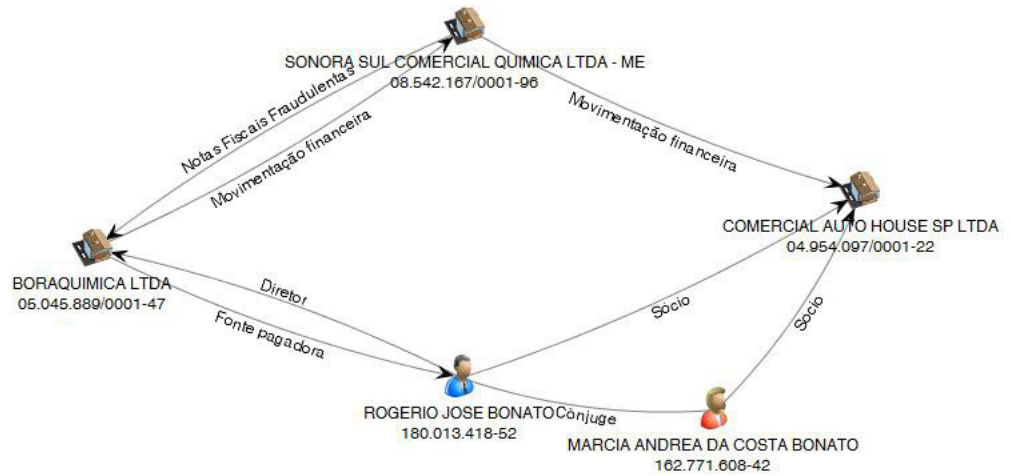 SONORA SUL COMERCIAL QUIMICA LTDA - ME
08.542.167/0001-96
Notas Fiscais Fraudulentas
Movimentação financeira
Movimentação financeira
COMERCIAL AUTO HOUSE SP LTDA
04.954.097/0001-22
BORAQUIMICA LTDA
05.045.889/0001-47
Diretor
Fonte pagadora
Sócio
Socio
ROGERIO JOSE BONATO
180.013.418-52
Cônjuge
MARCIA ANDREA DA COSTA BONATO
162.771.608-42